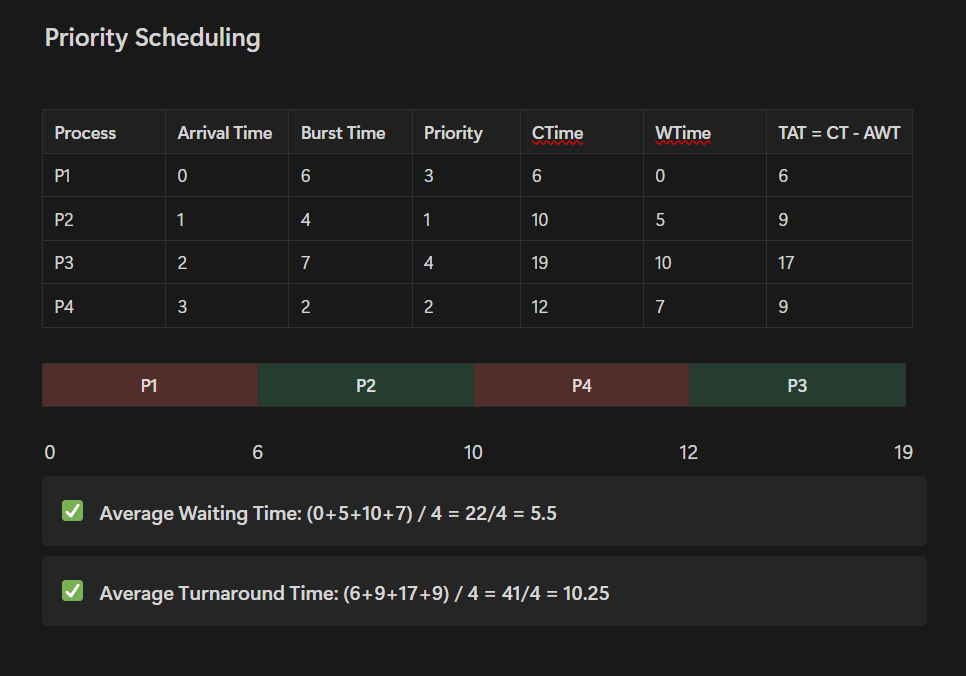 Priority Scheduling
Process Arrival Time Burst Time Priority CTime WTime TAT = CT - AWT
P1 0 6 3 6 0 6
P2 1 4 1 10 5 9
P3 2 7 4 19 10 17
P4 3 2 2 12 7 9
P1 P2 P4 P3
0 6 10 12 19
✅ Average Waiting Time: (0+5+10+7) / 4 = 22/4 = 5.5
✅ Average Turnaround Time: (6+9+17+9) / 4 = 41/4 = 10.25